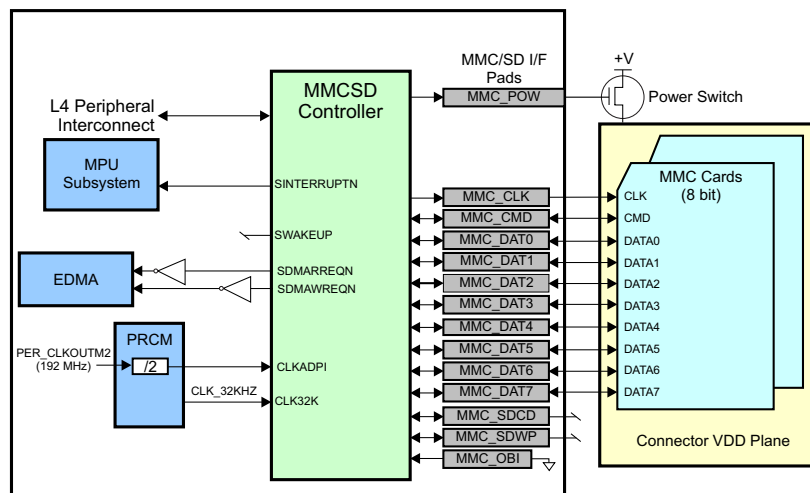 MMC/SD I/F
Pads
+V
MMCSD
Controller
MMC_POW
Power Switch
L4 Peripheral
Interconnect
MPU
Subsystem
SINTERRUPTN
MMC Cards
(8 bit)
MMC_CLK
CLK
MMC_CMD
CMD
SWAKEUP
MMC_DAT0
DATA0
MMC_DAT1
DATA1
EDMA
SDMARREQN
SDMAWREQN
MMC_DAT2
DATA2
MMC_DAT3
DATA3
MMC_DAT4
DATA4
PRCM
PER_CLKOUTM2
(192 MHz)
/2
CLKADPI
MMC_DAT5
DATA5
MMC_DAT6
DATA6
CLK_32KHZ
CLK32K
MMC_DAT7
DATA7
MMC_SDCD
MMC_SDWP
Connector VDD Plane
MMC_OBI